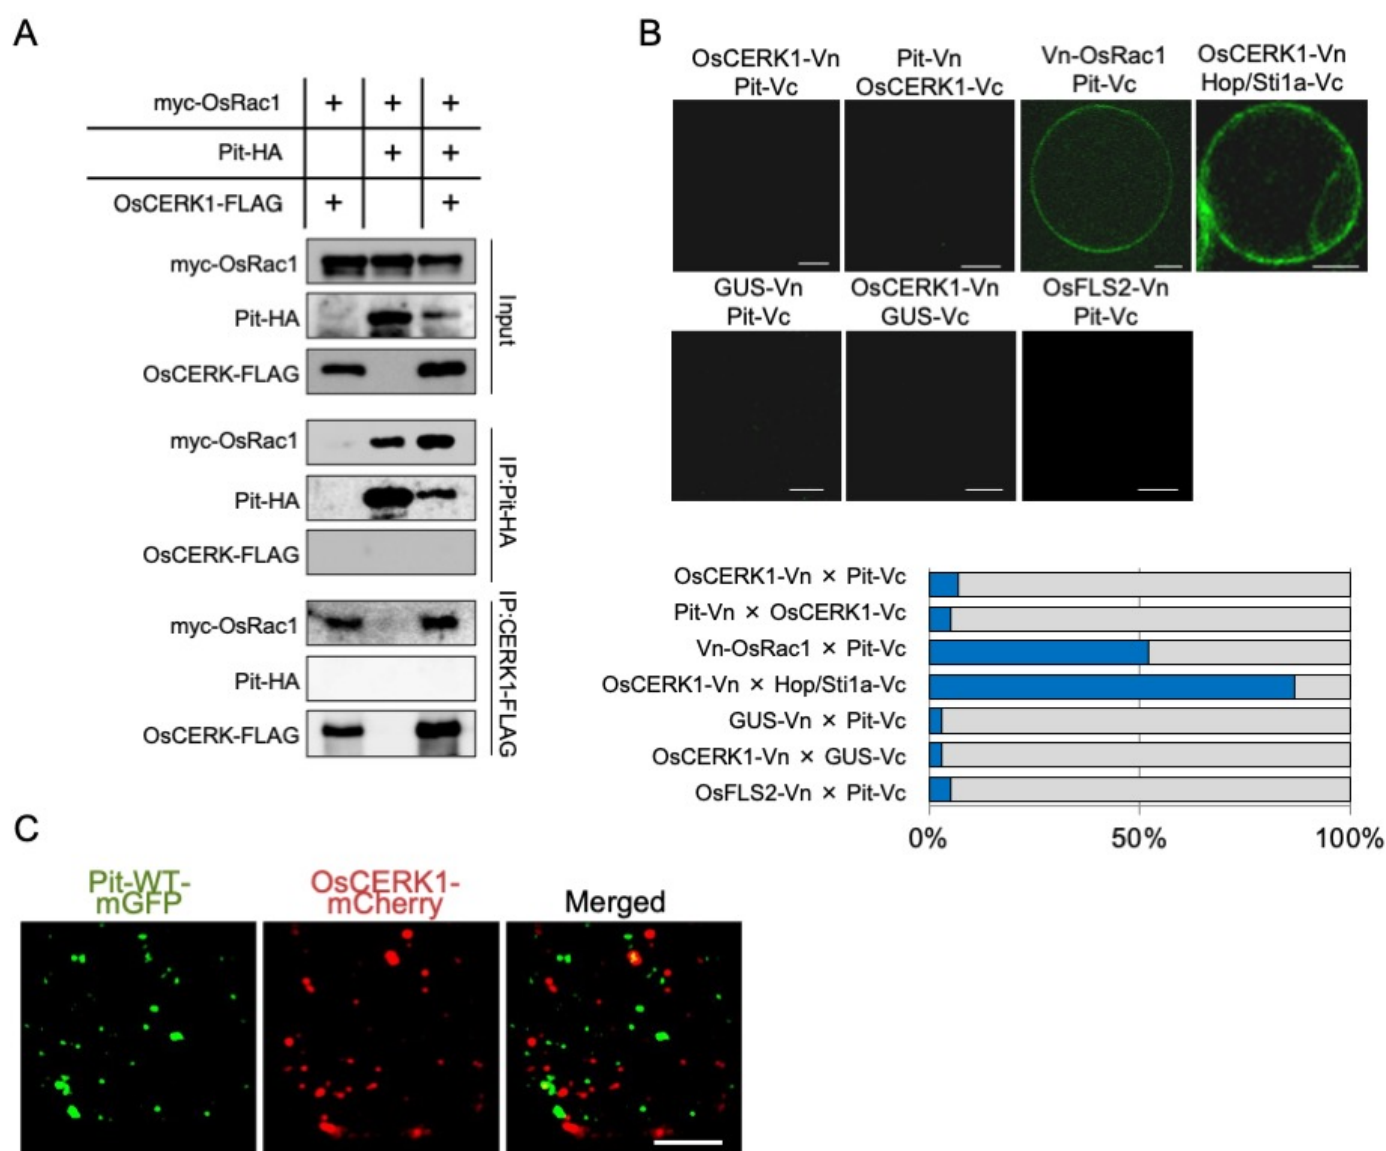 A
myc-OsRac1 + + +
Pit-HA + +
OsCERK1-FLAG + +
myc-OsRac1
Pit-HA
OsCERK-FLAG
Input
myc-OsRac1
Pit-HA
OsCERK-FLAG
IP:Pit-HA
myc-OsRac1
Pit-HA
OsCERK-FLAG
IP:CERK1-FLAG
B
OsCERK1-Vn
Pit-Vc
Pit-Vn
OsCERK1-Vc
Vn-OsRac1
Pit-Vc
OsCERK1-Vn
Hop/Sti1a-Vc
GUS-Vn
Pit-Vc
OsCERK1-Vn
GUS-Vc
OsFLS2-Vn
Pit-Vc
OsCERK1-Vn × Pit-Vc
Pit-Vn × OsCERK1-Vc
Vn-OsRac1 × Pit-Vc
OsCERK1-Vn × Hop/Sti1a-Vc
GUS-Vn × Pit-Vc
OsCERK1-Vn × GUS-Vc
OsFLS2-Vn × Pit-Vc
0% 50% 100%
C
Pit-WT-
mGFP
OsCERK1-
mCherry
Merged